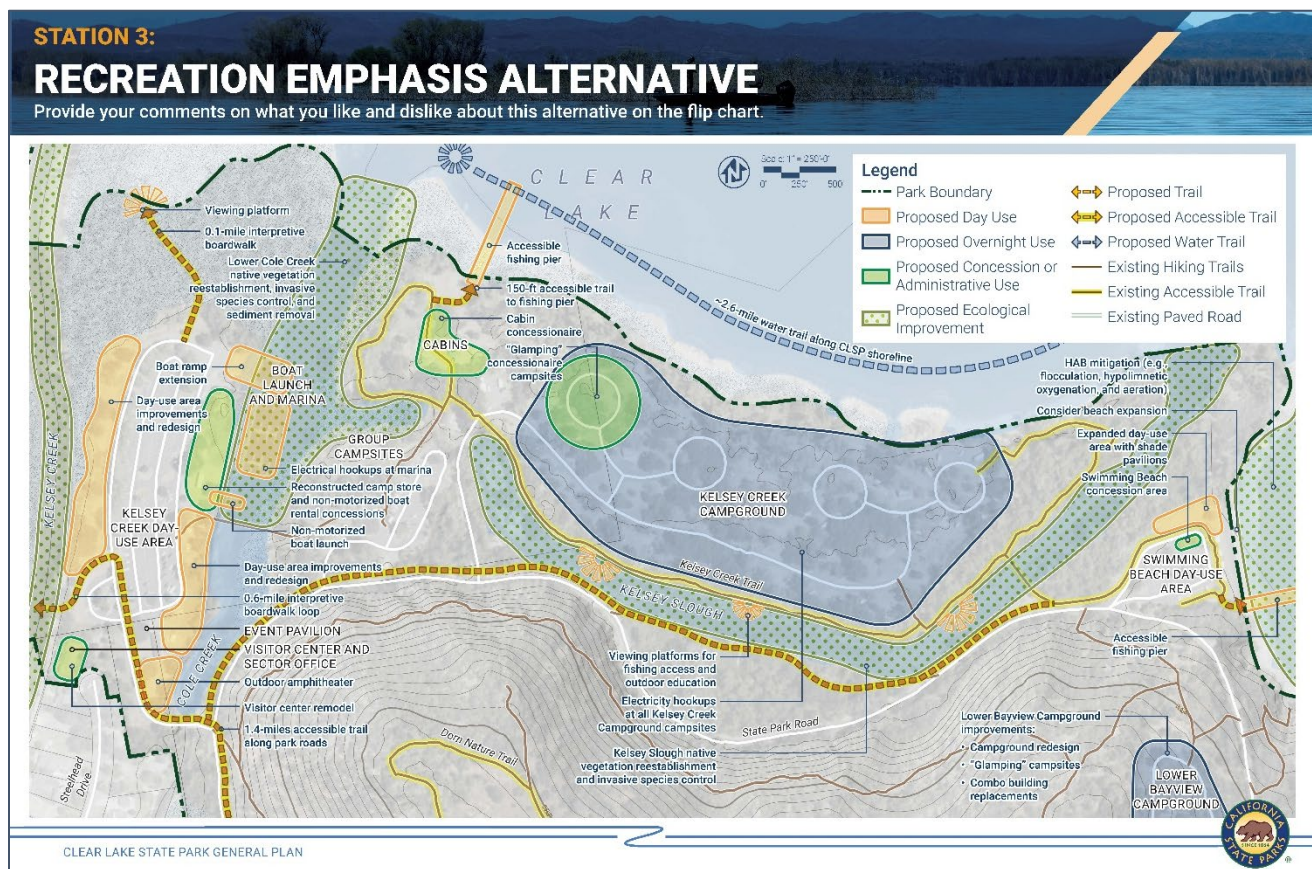 STATION 3:
RECREATION EMPHASIS ALTERNATIVE
Provide your comments on what you like and dislike about this alternative on the flip chart.
CLEAR
LAKE
N
Scale: 1" = 250'-0"
0' 250' 500'
Legend
Park Boundary
Proposed Day Use
Proposed Overnight Use
Proposed Concession or
Administrative Use
Proposed Ecological
Improvement
Proposed Trail
Proposed Accessible Trail
Proposed Water Trail
Existing Hiking Trails
Existing Accessible Trail
Existing Paved Road
Viewing platform
0.1-mile interpretive
boardwalk
Lower Cole Creek
native vegetation
reestablishment, invasive
species control, and
sediment removal
Accessible
fishing pier
150-ft accessible trail
to fishing pier
Cabin
concessionaire
CABINS
"Glamping"
concessionaire
campsites
~2.6-mile water trail along CLSP shoreline
Boat ramp
extension
BOAT
LAUNCH
AND MARINA
Day-use area
improvements
and redesign
KELSEY CREEK
GROUP
CAMPSITES
Electrical hookups at marina
Reconstructed camp store
and non-motorized boat
rental concessions
Non-motorized
boat launch
KELSEY
CREEK DAY-
USE AREA
KELSEY CREEK
CAMPGROUND
Kelsey Creek Trail
KELSEY SLOUGH
HAB mitigation (e.g.,
flocculation, hypolimnetic
oxygenation, and aeration)
Consider beach expansion
Expanded day-use
area with shade
pavilions
Swimming Beach
concession area
SWIMMING
BEACH DAY-USE
AREA
Accessible
fishing pier
Day-use area improvements
and redesign
0.6-mile interpretive
boardwalk loop
EVENT PAVILION
VISITOR CENTER AND
SECTOR OFFICE
COLE CREEK
Outdoor amphitheater
Visitor center remodel
1.4-miles accessible trail
along park roads
Steelhead
Drive
Dorn Nature Trail
Viewing platforms for
fishing access and
outdoor education
Electricity hookups
at all Kelsey Creek
Campground campsites
Kelsey Slough native
vegetation reestablishment
and invasive species control
State Park Road
Lower Bayview Campground
improvements:
• Campground redesign
• "Glamping" campsites
• Combo building
replacements
LOWER
BAYVIEW
CAMPGROUND
CLEAR LAKE STATE PARK GENERAL PLAN
CALIFORNIA
SINCE 1864
STATE PARKS
®